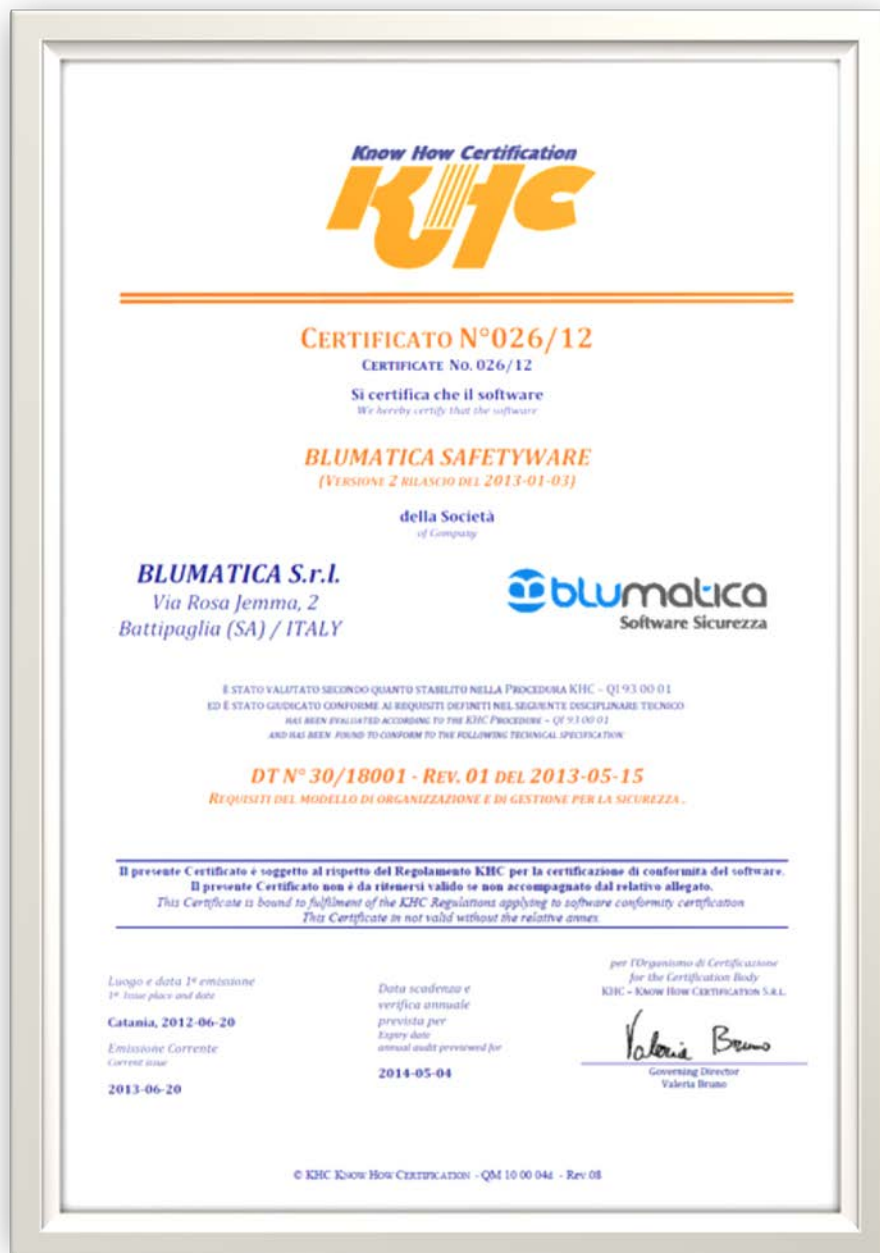 Know How Certification
KHC
CERTIFICATO N°026/12
CERTIFICATE NO. 026/12
Si certifica che il software
We hereby certify that the software
BLUMATICA SAFETYWARE
(VERSIONE 2 RILASCIO DEL 2013-01-03)
della Società
of Company
BLUMATICA S.r.l.
Via Rosa Jemma, 2
Battipaglia (SA) / ITALY
blumatica
Software Sicurezza
È STATO VALUTATO SECONDO QUANTO STABILITO NELLA PROCEDURA KHC – QI 93 00 01
ED È STATO GIUDICATO CONFORME AI REQUISITI DEFINITI NEL SEGUENTE DISCIPLINARE TECNICO
HAS BEEN EVALUATED ACCORDING TO THE KHC PROCEDURE – QI 93 00 01
AND HAS BEEN FOUND TO CONFORM TO THE FOLLOWING TECHNICAL SPECIFICATION
DT N° 30/18001 - REV. 01 DEL 2013-05-15
REQUISITI DEL MODELLO DI ORGANIZZAZIONE E DI GESTIONE PER LA SICUREZZA .
Il presente Certificato è soggetto al rispetto del Regolamento KHC per la certificazione di conformità del software.
Il presente Certificato non è da ritenersi valido se non accompagnato dal relativo allegato.
This Certificate is bound to fulfilment of the KHC Regulations applying to software conformity certification
This Certificate in not valid without the relative annex
Luogo e data 1ª emissione
1ª Issue place and date
Catania, 2012-06-20
Emissione Corrente
Current issue
2013-06-20
Data scadenza e
verifica annuale
prevista per
Expiry date
annual audit previewed for
2014-05-04
per l'Organismo di Certificazione
for the Certification Body
KHC – KNOW HOW CERTIFICATION S.R.L.
Valeria Bruno
Governing Director
Valeria Bruno
© KHC KNOW HOW CERTIFICATION - QM 10 00 04d - Rev 08